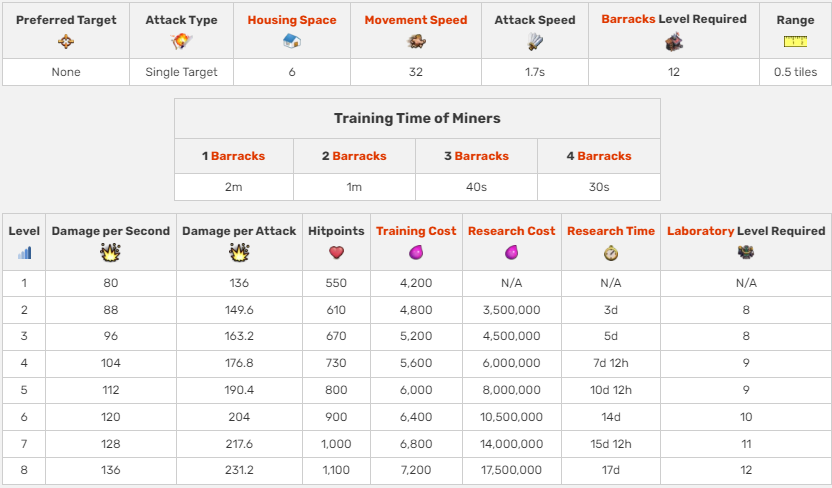 Preferred Target Attack Type Housing Space Movement Speed Attack Speed Barracks Level Required Range
None Single Target 6 32 1.7s 12 0.5 tiles
Training Time of Miners
1 Barracks 2 Barracks 3 Barracks 4 Barracks
2m 1m 40s 30s
Level Damage per Second Damage per Attack Hitpoints Training Cost Research Cost Research Time Laboratory Level Required
1 80 136 550 4,200 N/A N/A N/A
2 88 149.6 610 4,800 3,500,000 3d 8
3 96 163.2 670 5,200 4,500,000 5d 8
4 104 176.8 730 5,600 6,000,000 7d 12h 9
5 112 190.4 800 6,000 8,000,000 10d 12h 9
6 120 204 900 6,400 10,500,000 14d 10
7 128 217.6 1,000 6,800 14,000,000 15d 12h 11
8 136 231.2 1,100 7,200 17,500,000 17d 12